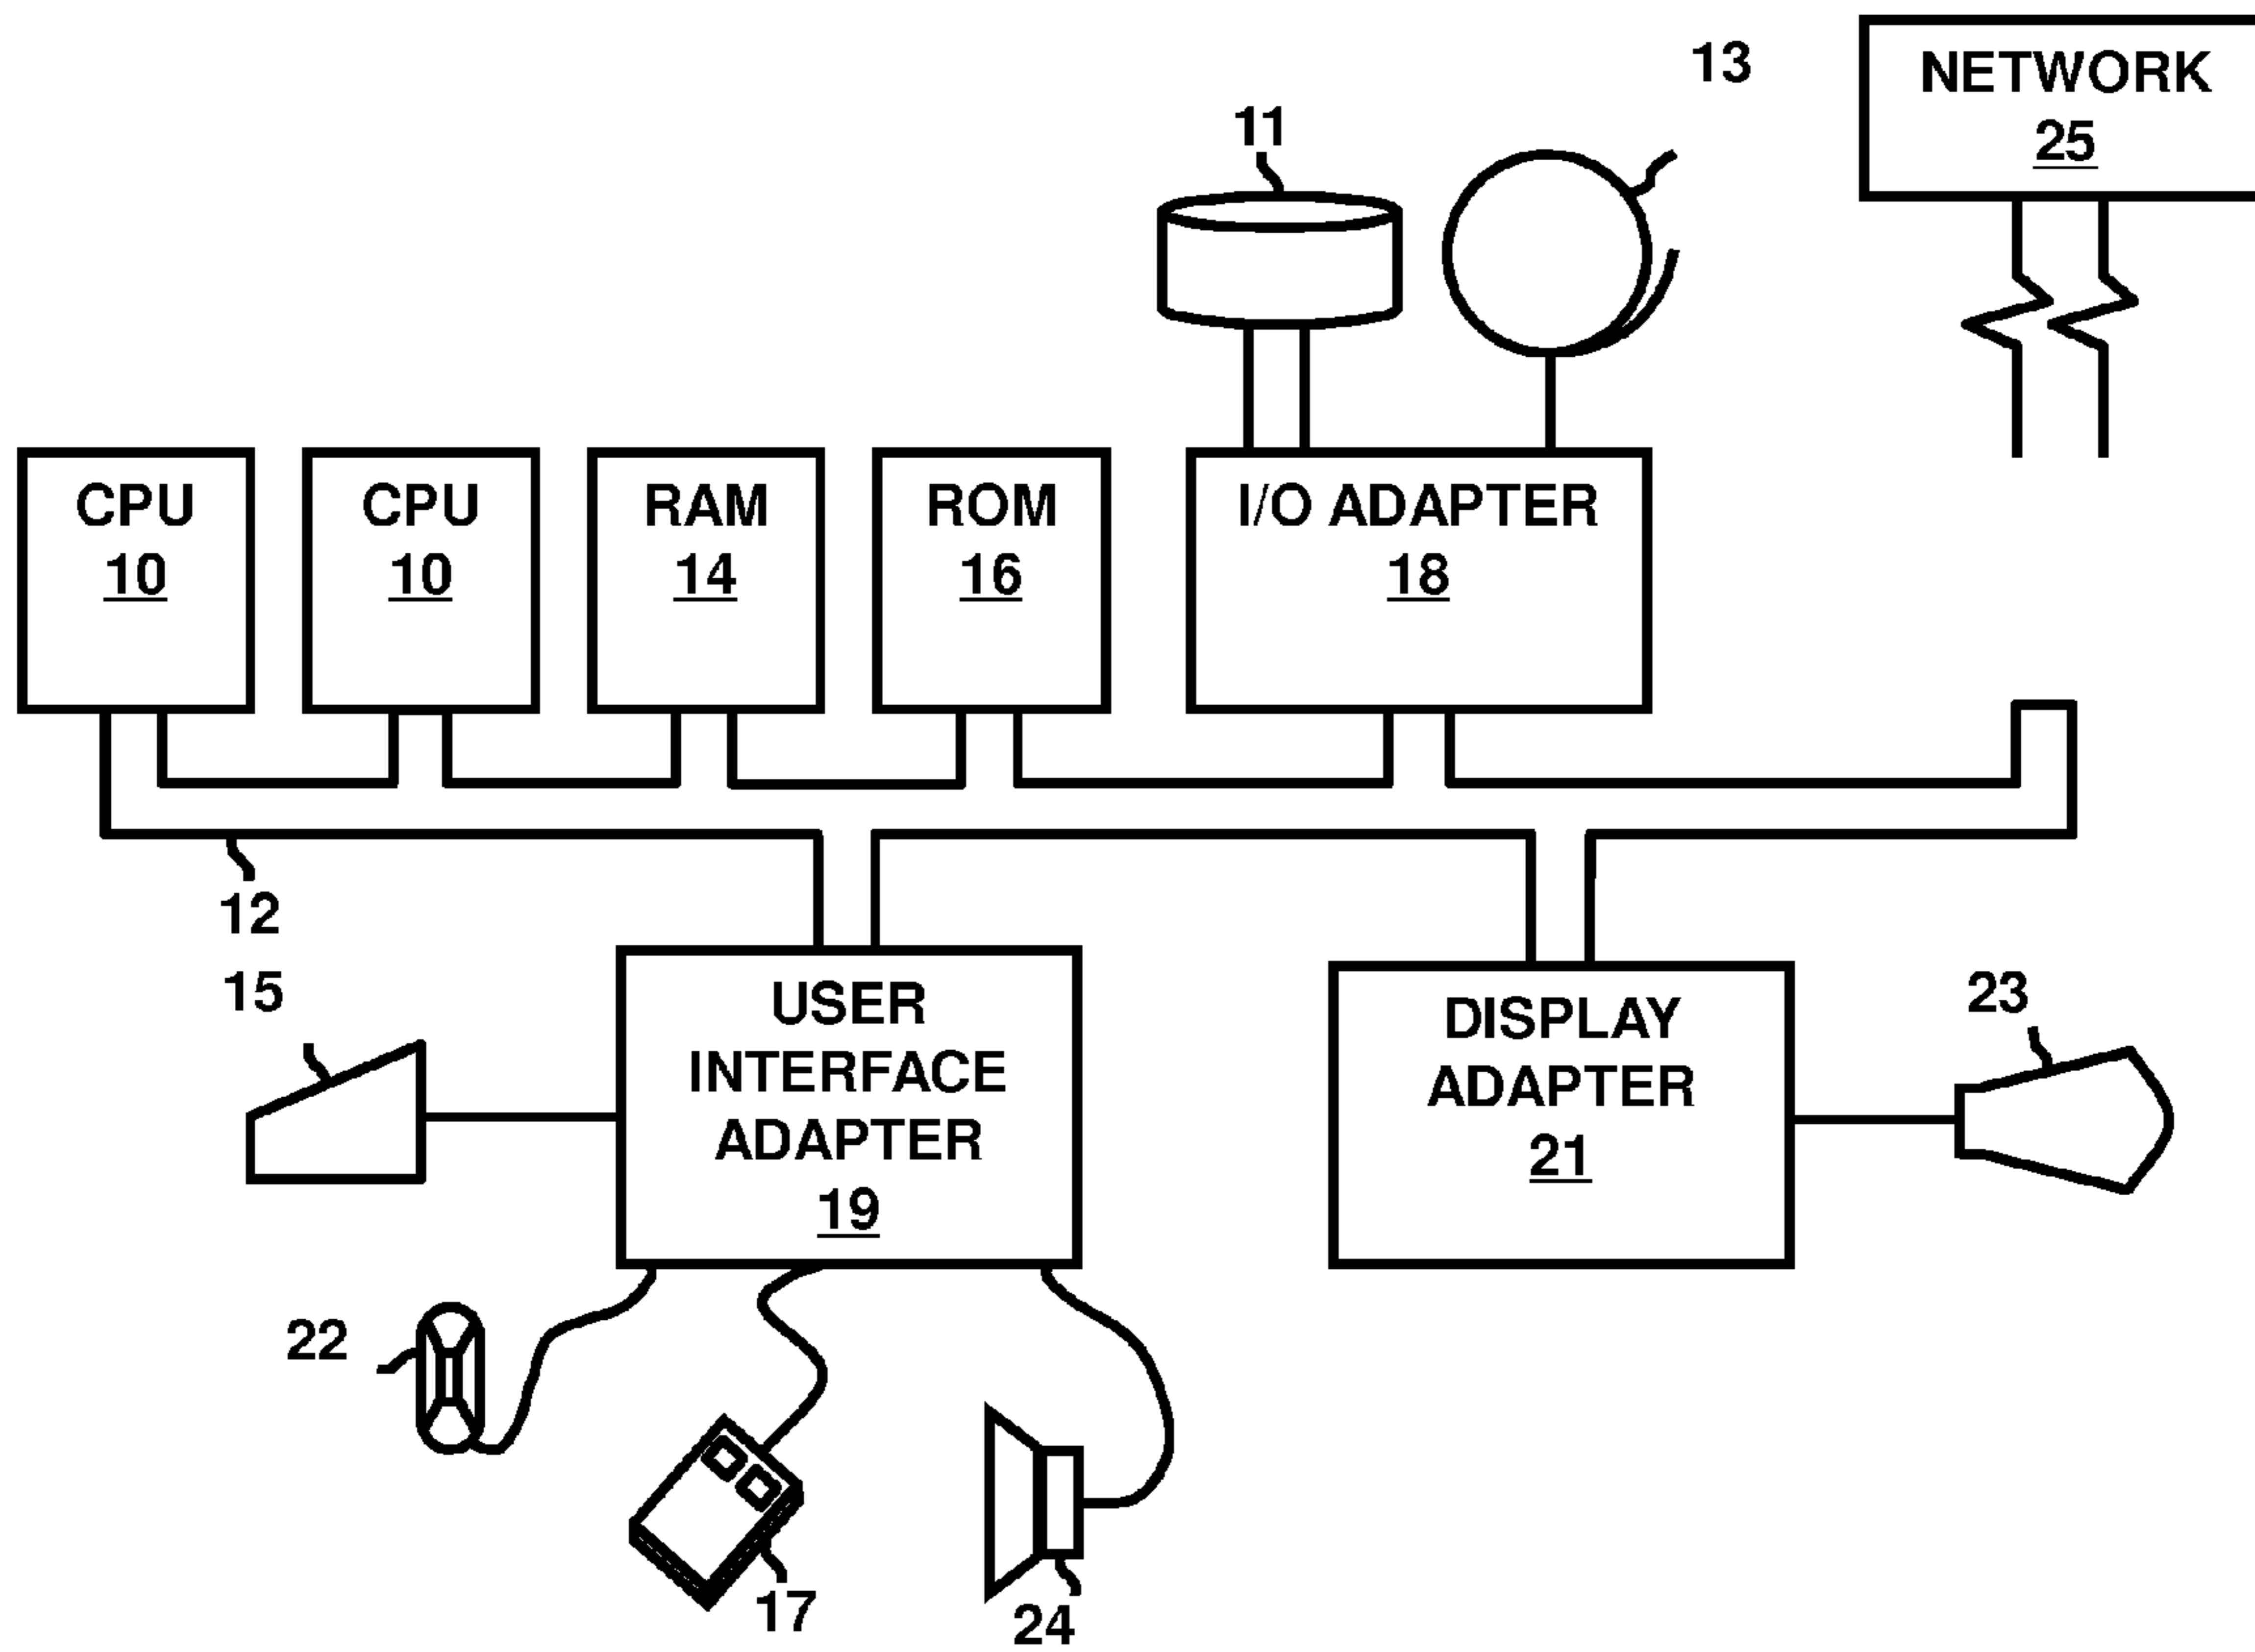 13
NETWORK
25
11
CPU
10
CPU
10
RAM
14
ROM
16
I/O ADAPTER
18
12
15
USER
INTERFACE
ADAPTER
19
DISPLAY
ADAPTER
21
23
22
17
24